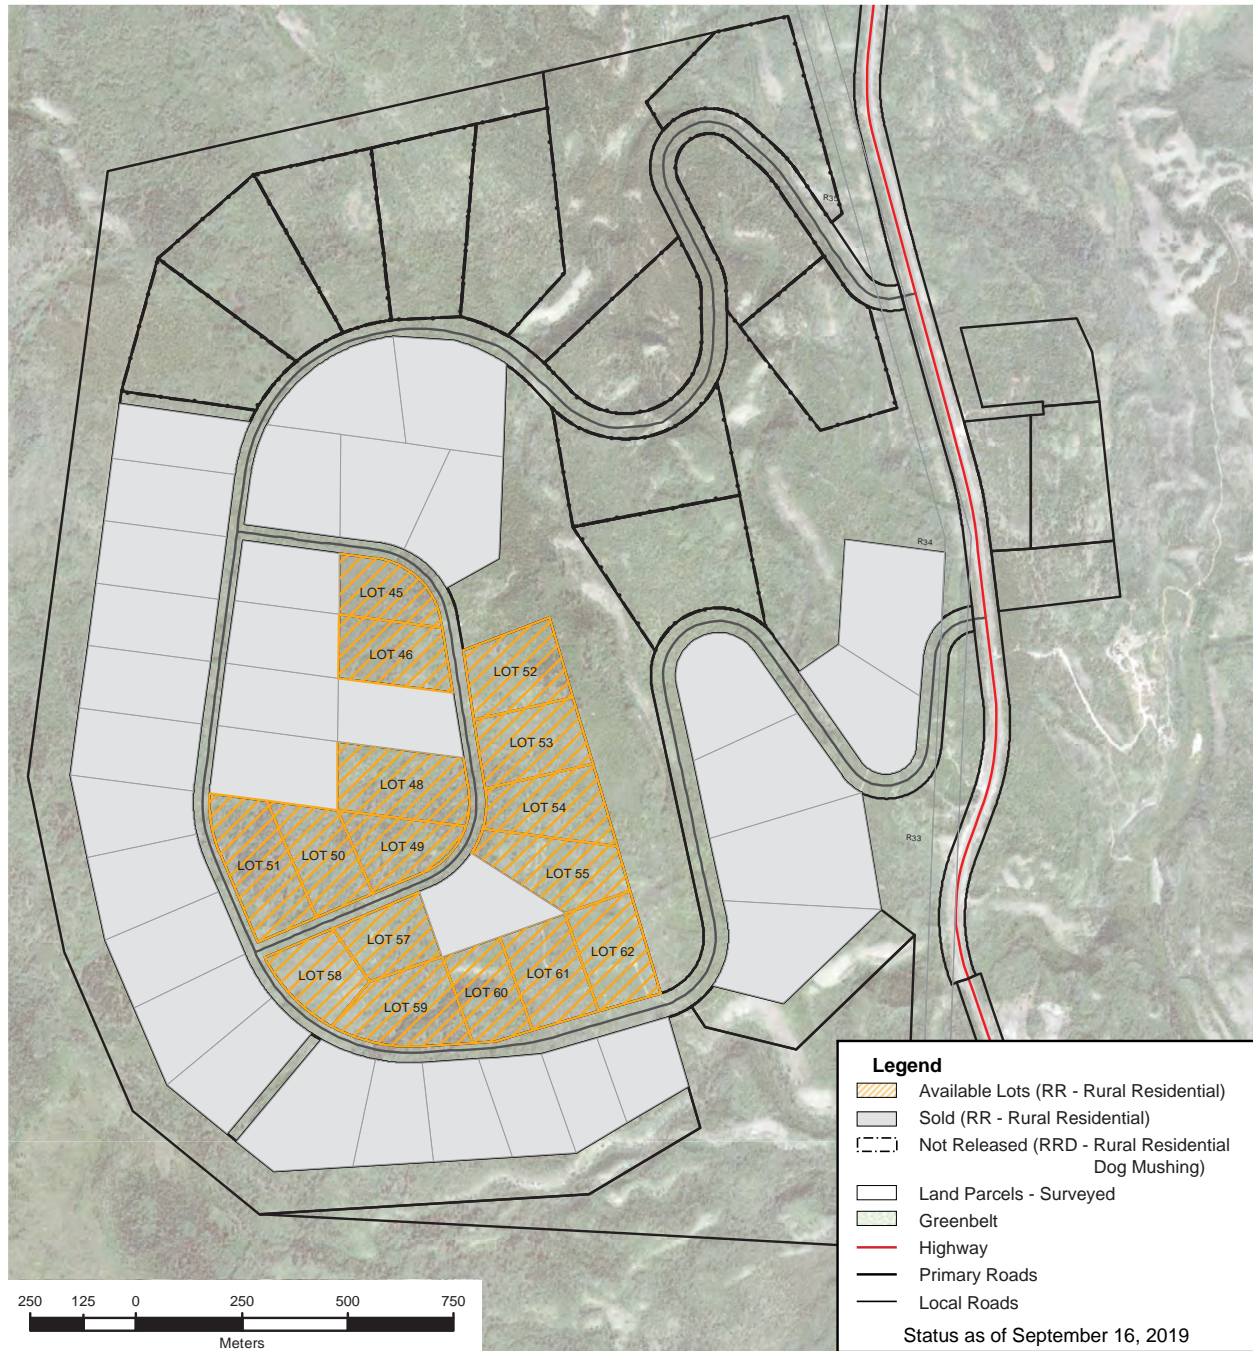 R35
R34
LOT 45
LOT 46
LOT 52
LOT 53
LOT 48
LOT 54
R33
LOT 49
LOT 50
LOT 51
LOT 55
LOT 57
LOT 62
LOT 58
LOT 61
LOT 60
LOT 59
Legend
Available Lots (RR - Rural Residential)
Sold (RR - Rural Residential)
Not Released (RRD - Rural Residential
Dog Mushing)
Land Parcels - Surveyed
Greenbelt
Highway
Primary Roads
Local Roads
Status as of September 16, 2019
250 125 0 250 500 750
Meters